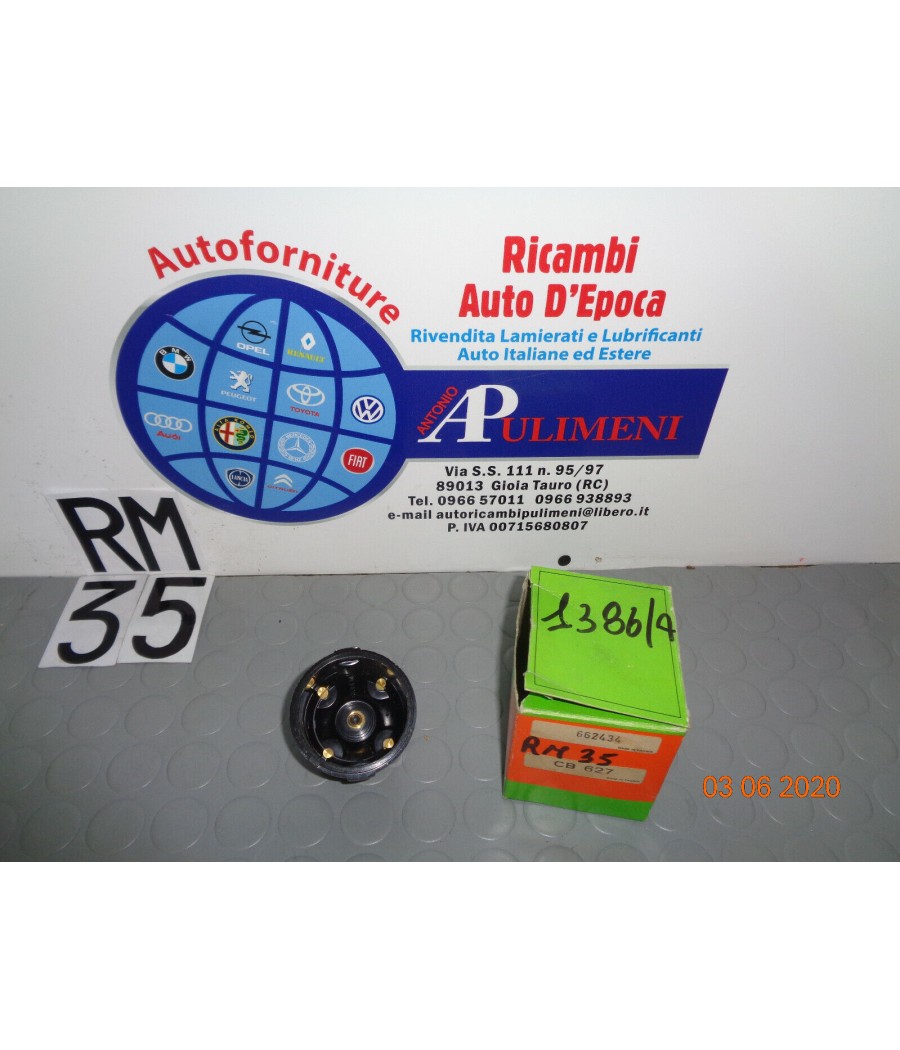 Autoforniture
Ricambi
Auto D'Epoca
Rivendita Lamierati e Lubrificanti
Auto Italiane ed Estere
BMW
OPEL
RENAULT
PEUGEOT
TOYOTA
Audi
FIAT
LANCIA
ANTONIO
AP
PULIMENI
Via S.S. 111 n. 95/97
89013 Gioia Tauro (RC)
Tel. 0966 57011 0966 938893
e-mail autoricambipulimeni@libero.it
P. IVA 00715680807
RM
35
1386/4
662434
RM 35
CB 627
03 06 2020